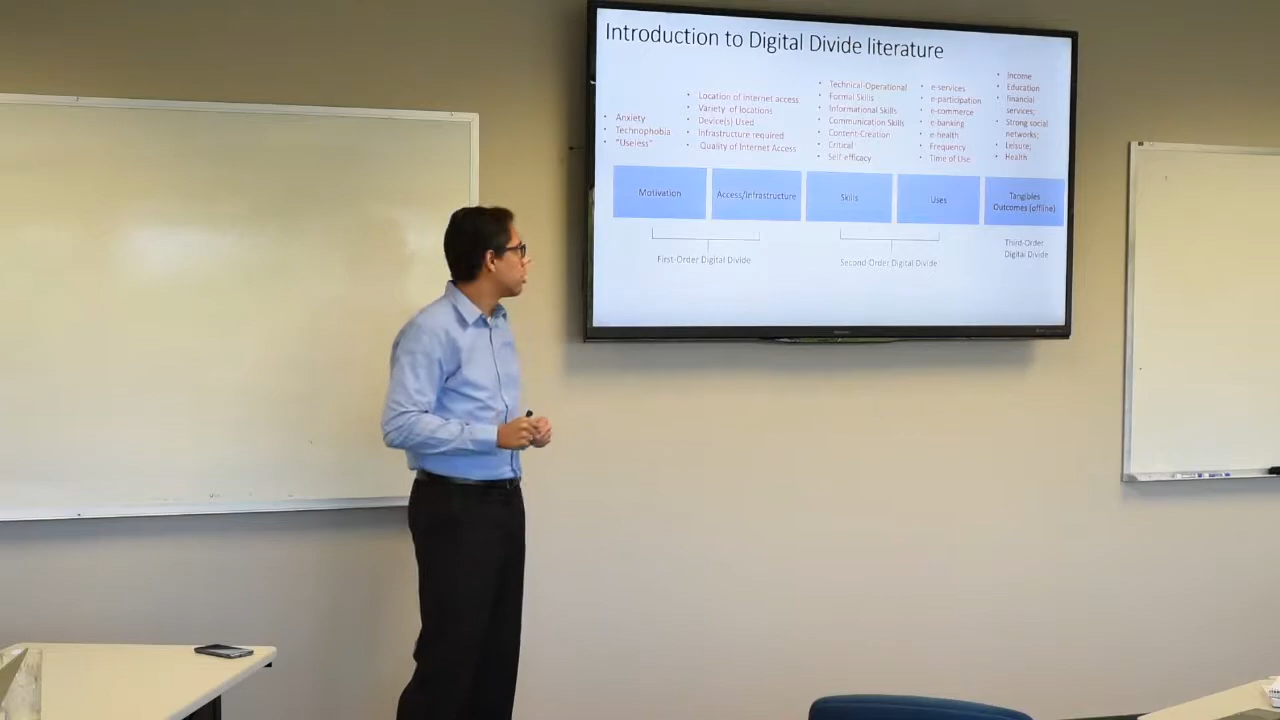 Introduction to Digital Divide literature
• Anxiety
• Technophobia
• "Useless"
• Location of internet access
• Variety of locations
• Device(s) Used
• Infrastructure required
• Quality of Internet Access
• Technical-Operational
• Formal Skills
• Informational Skills
• Communication Skills
• Content-Creation
• Critical
• Self-efficacy
• e-services
• e-participation
• e-commerce
• e-banking
• e-health
• Frequency
• Time of Use
• Income
• Education
• financial
services;
• Strong social
networks;
• Leisure;
• Health
Motivation
Access/Infrastructure
Skills
Uses
Tangibles
Outcomes (offline)
First-Order Digital Divide
Second Order Digital Divide
Third-Order
Digital Divide